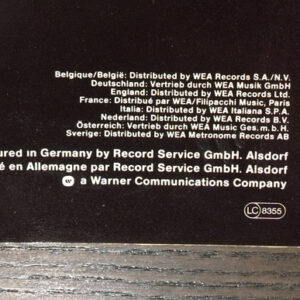 Belgique/België: Distributed by WEA Records S.A./N.V.
Deutschland: Vertrieb durch WEA Musik GmbH
England: Distributed by WEA Records Ltd.
France: Distribué par WEA/Filipacchi Music, Paris
Italia: Distributed by WEA Italiana S.P.A.
Nederland: Distributed by WEA Records B.V.
Österreich: Vertrieb durch WEA Music Ges.m.b.H.
Sverige: Distributed by WEA Metronome Records AB
ured in Germany by Record Service GmbH. Alsdorf
é en Allemagne par Record Service GmbH. Alsdorf
a Warner Communications Company
LC 8355